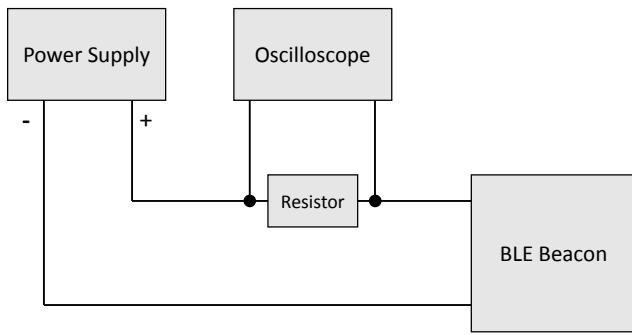 Power Supply
Oscilloscope
-
+
Resistor
BLE Beacon